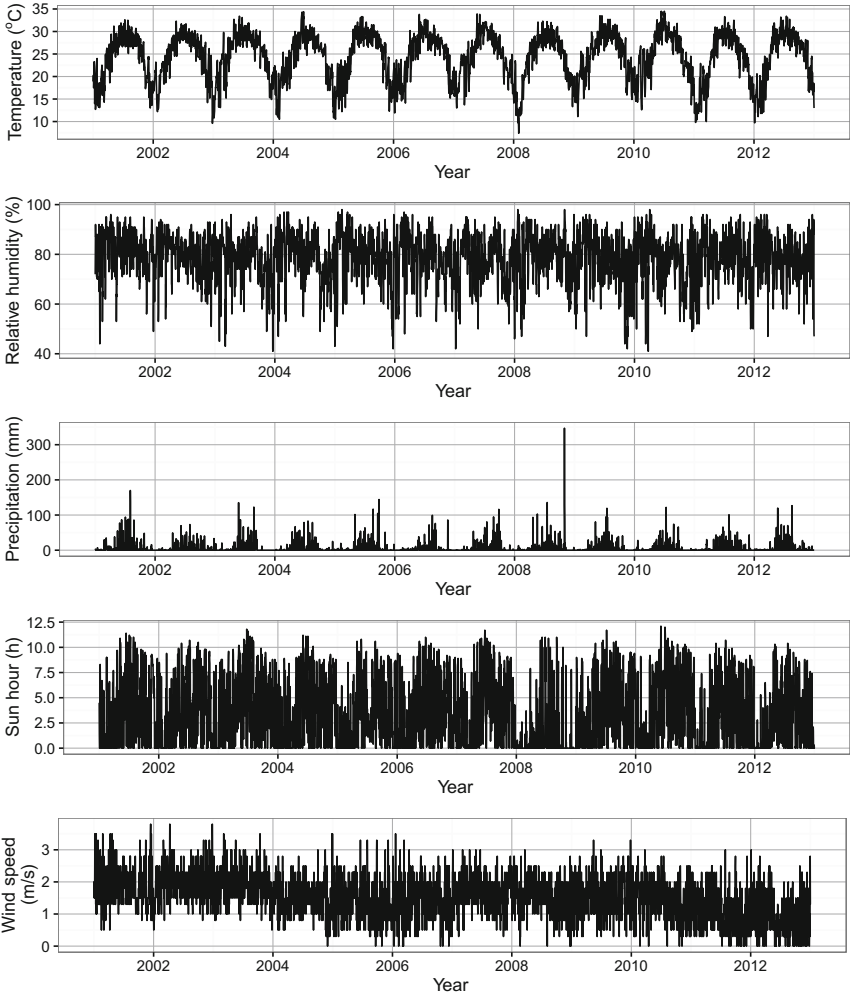 Temperature (°C)
35
30
25
20
15
10
2002 2004 2006 2008 2010 2012
Year
Relative humidity (%)
100
80
60
40
2002 2004 2006 2008 2010 2012
Year
Precipitation (mm)
300
200
100
0
2002 2004 2006 2008 2010 2012
Year
Sun hour (h)
12.5
10.0
7.5
5.0
2.5
0.0
2002 2004 2006 2008 2010 2012
Year
Wind speed
(m/s)
3
2
1
0
2002 2004 2006 2008 2010 2012
Year